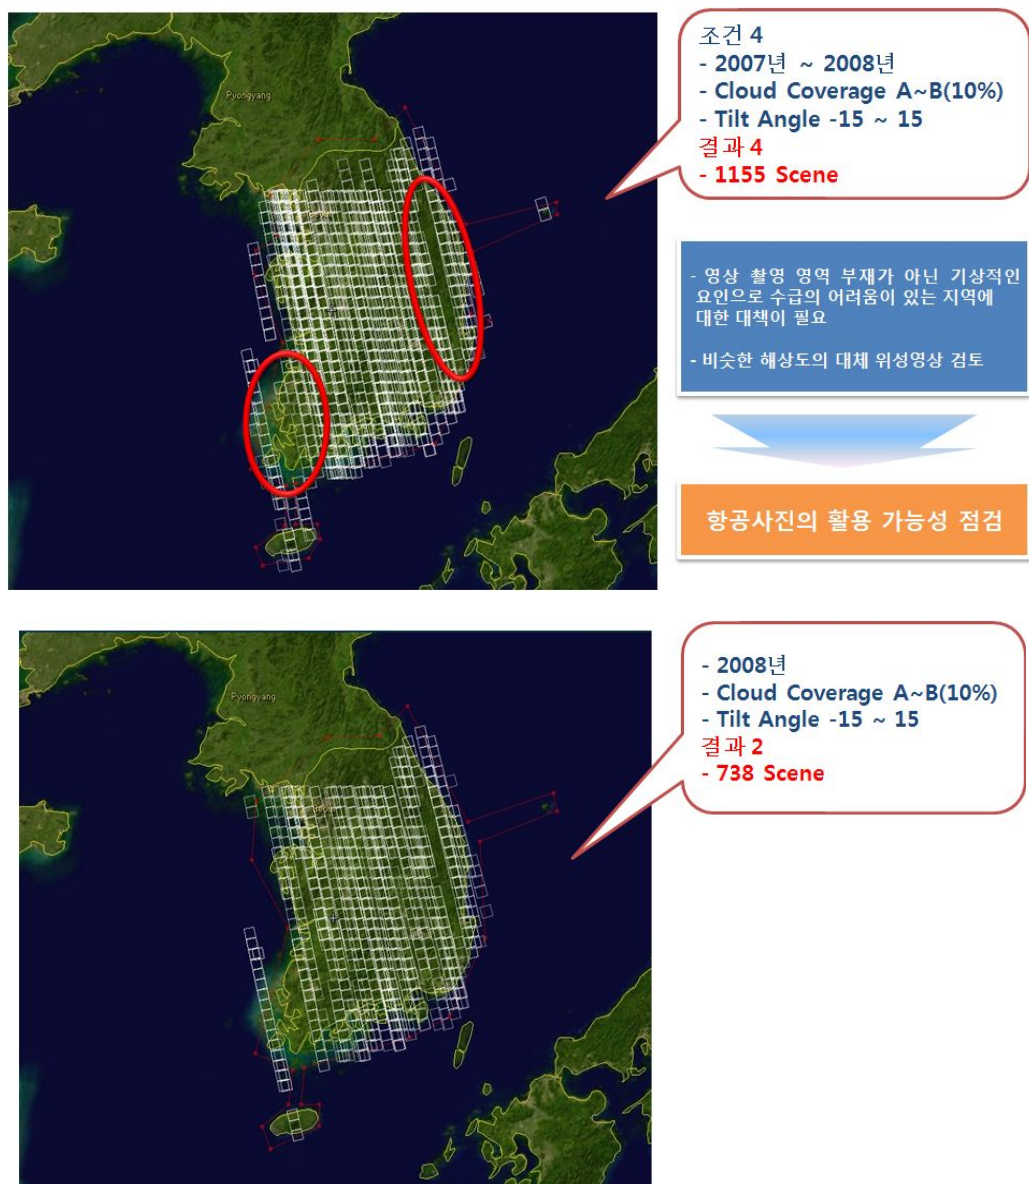 Pyongyang
조건 4
- 2007년 ~ 2008년
- Cloud Coverage A~B(10%)
- Tilt Angle -15 ~ 15
결과 4
- 1155 Scene
- 영상 촬영 영역 부재가 아닌 기상적인
요인으로 수급의 어려움이 있는 지역에
대한 대책이 필요
- 비슷한 해상도의 대체 위성영상 검토
항공사진의 활용 가능성 점검
Pyongyang
- 2008년
- Cloud Coverage A~B(10%)
- Tilt Angle -15 ~ 15
결과 2
- 738 Scene